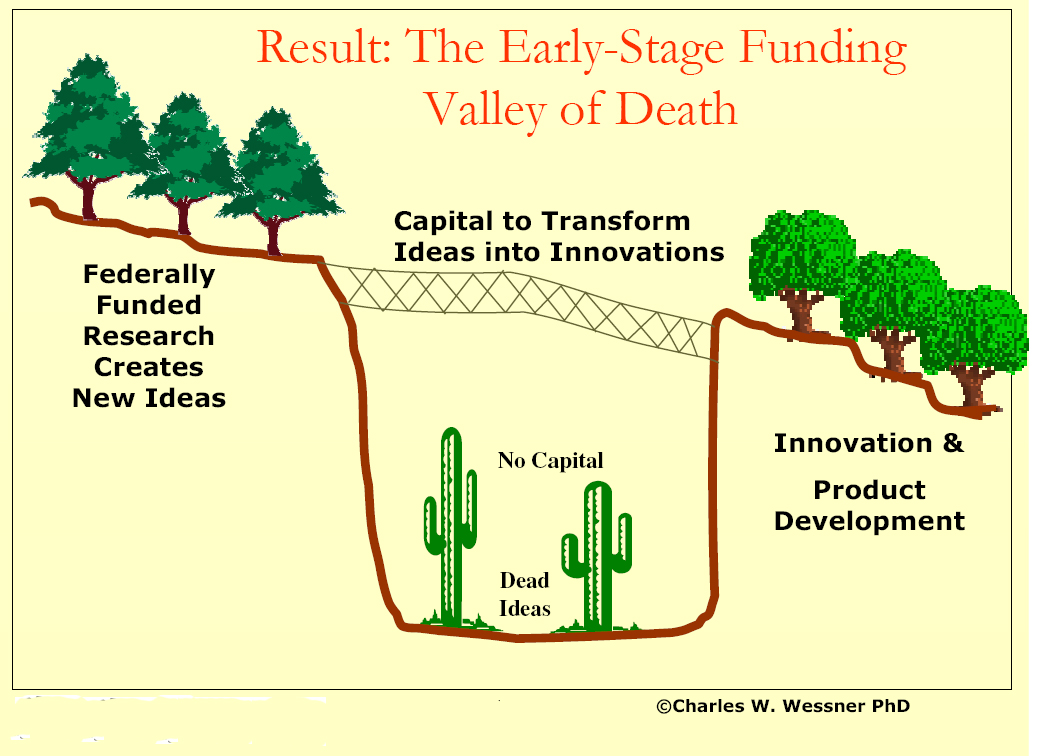 Result: The Early-Stage Funding
Valley of Death
Capital to Transform
Ideas into Innovations
Federally
Funded
Research
Creates
New Ideas
No Capital
Dead
Ideas
Innovation &
Product
Development
©Charles W. Wessner PhD